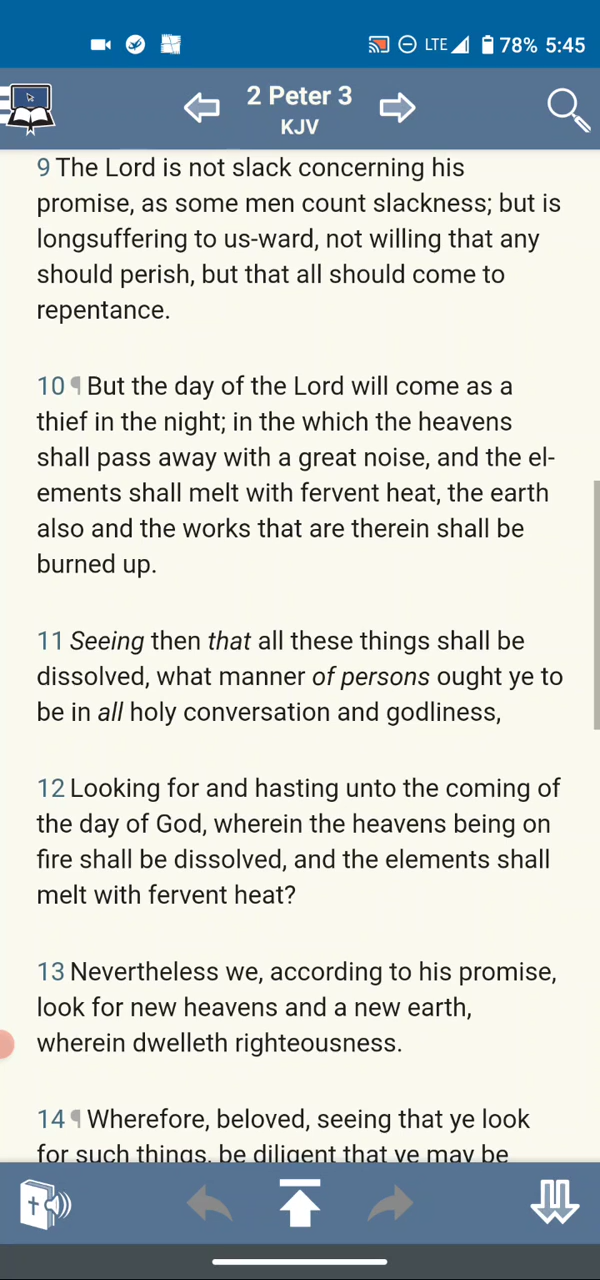 LTE 78% 5:45
2 Peter 3
KJV
9 The Lord is not slack concerning his
promise, as some men count slackness; but is
longsuffering to us-ward, not willing that any
should perish, but that all should come to
repentance.
10 ¶ But the day of the Lord will come as a
thief in the night; in the which the heavens
shall pass away with a great noise, and the el-
ements shall melt with fervent heat, the earth
also and the works that are therein shall be
burned up.
11 Seeing then that all these things shall be
dissolved, what manner of persons ought ye to
be in all holy conversation and godliness,
12 Looking for and hasting unto the coming of
the day of God, wherein the heavens being on
fire shall be dissolved, and the elements shall
melt with fervent heat?
13 Nevertheless we, according to his promise,
look for new heavens and a new earth,
wherein dwelleth righteousness.
14 ¶ Wherefore, beloved, seeing that ye look
for such things, be diligent that ye may be